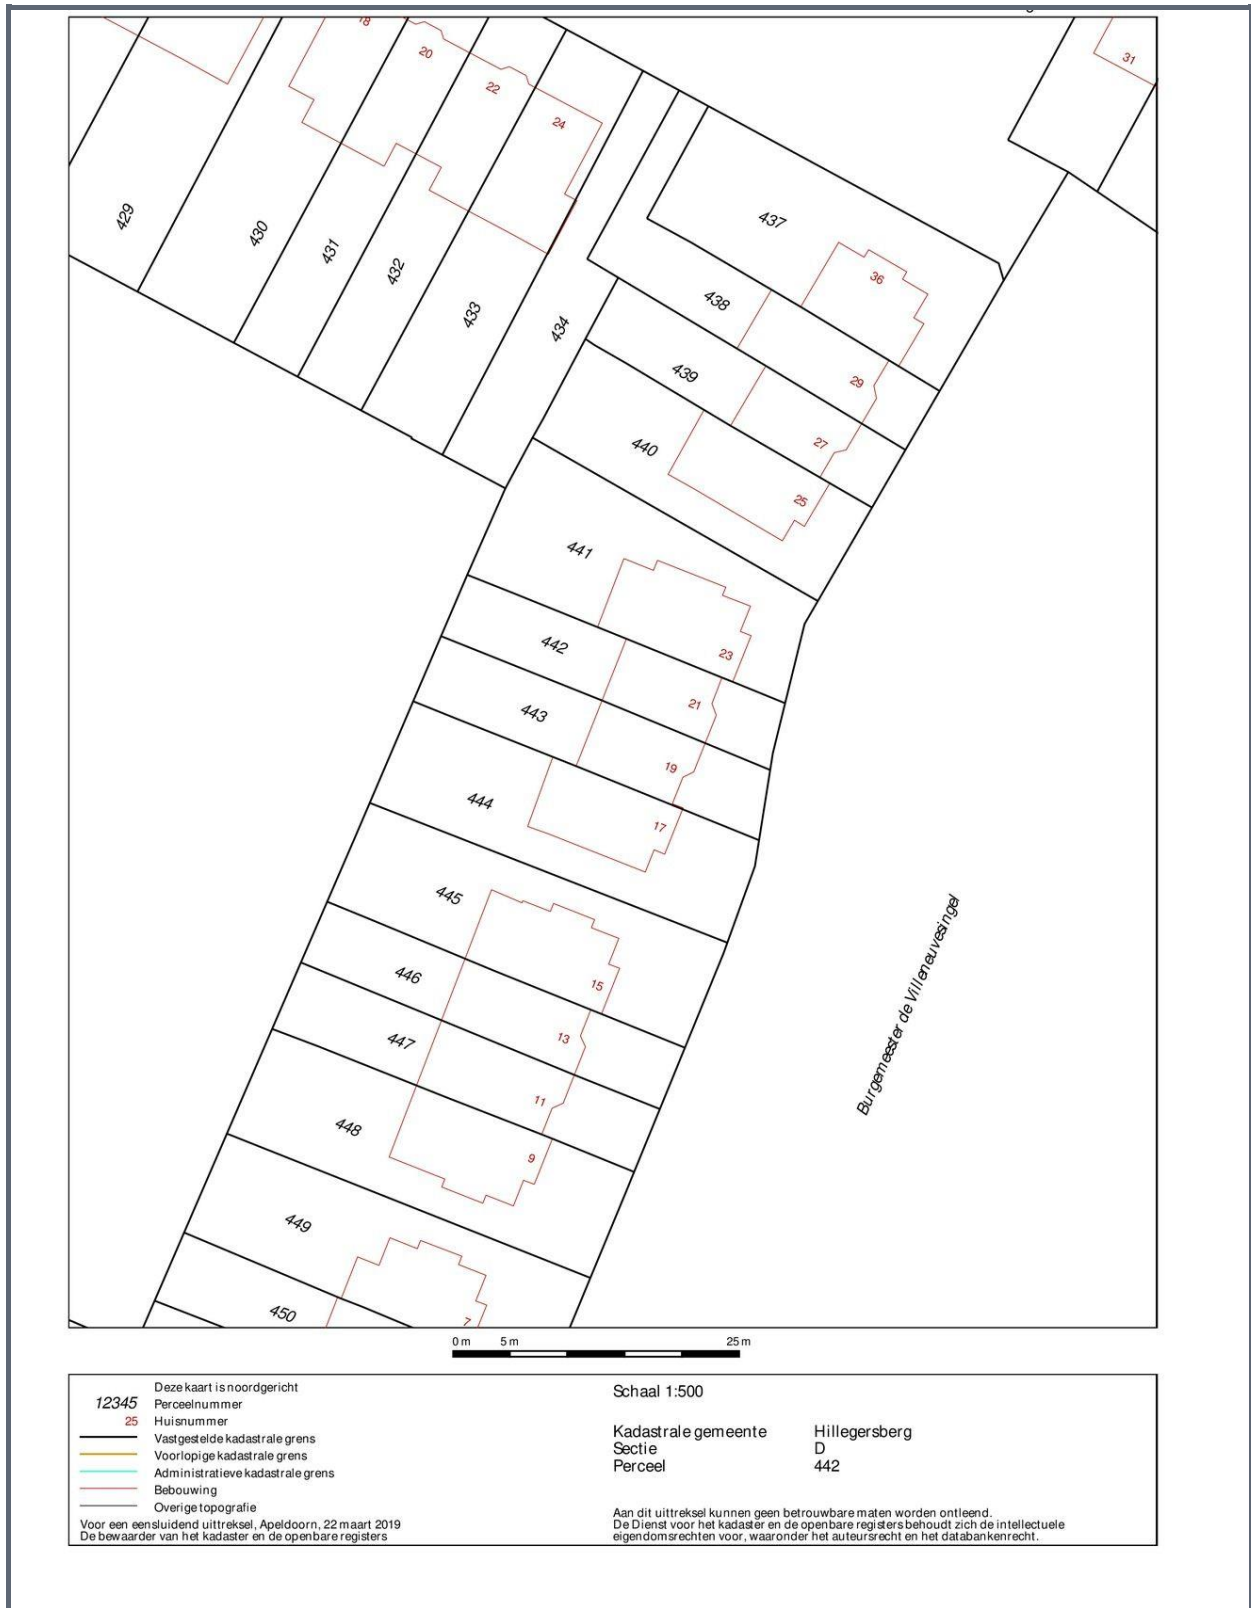 18
20
22
24
31
429
430
431
432
433
434
437
36
438
29
439
27
440
25
441
23
442
21
443
19
444
17
445
15
446
13
447
11
448
9
449
450
7
Burgemeester de Villeneuvesingel
0 m 5 m 25 m
Deze kaart is noordgericht
12345 Perceelnummer
25 Huisnummer
Vastgestelde kadastrale grens
Voorlopige kadastrale grens
Administratieve kadastrale grens
Bebouwing
Overige topografie
Voor een eensluidend uittreksel, Apeldoorn, 22 maart 2019
De bewaarder van het kadaster en de openbare registers
Schaal 1:500
Kadastrale gemeente Hillegersberg
Sectie D
Perceel 442
Aan dit uittreksel kunnen geen betrouwbare maten worden ontleend.
De Dienst voor het kadaster en de openbare registers behoudt zich de intellectuele
eigendomsrechten voor, waaronder het auteursrecht en het databankenrecht.